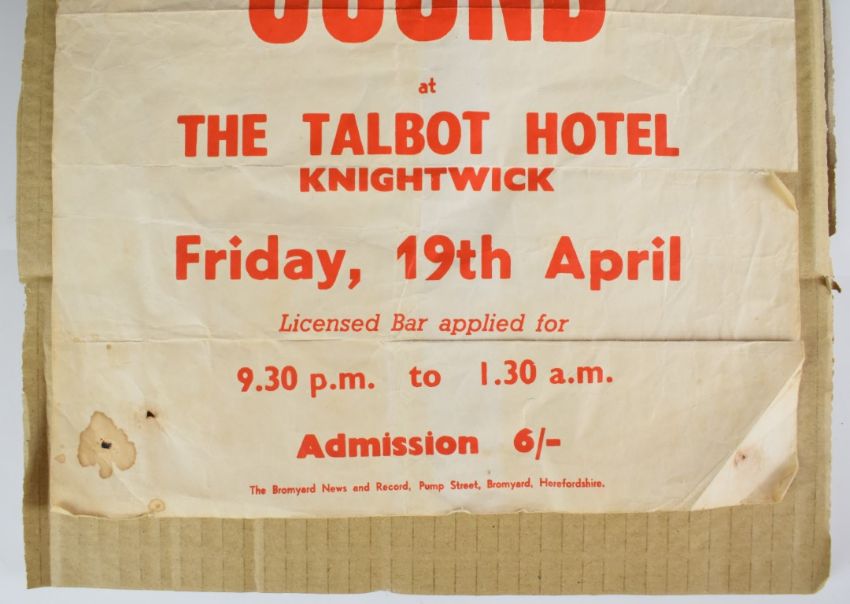 SOUND
at
THE TALBOT HOTEL
KNIGHTWICK
Friday, 19th April
Licensed Bar applied for
9.30 p.m. to 1.30 a.m.
Admission 6/-
The Bromyard News and Record, Pump Street, Bromyard, Herefordshire.